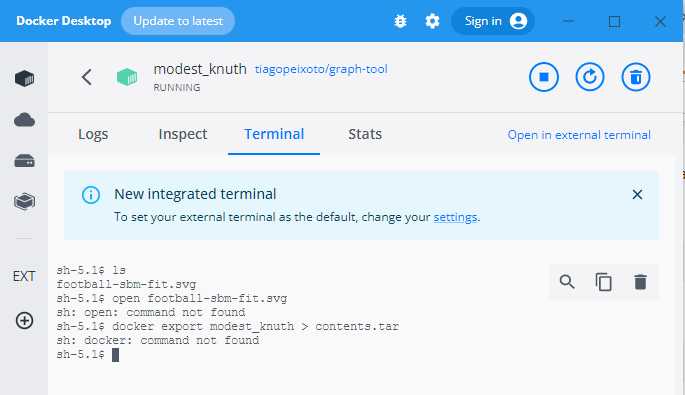 Docker Desktop Update to latest Sign in
modest_knuth tiagopeixoto/graph-tool
RUNNING
Logs Inspect Terminal Stats Open in external terminal
New integrated terminal
To set your external terminal as the default, change your settings.
sh-5.1$ ls
football-sbm-fit.svg
sh-5.1$ open football-sbm-fit.svg
sh: open: command not found
sh-5.1$ docker export modest_knuth > contents.tar
sh: docker: command not found
sh-5.1$
EXT